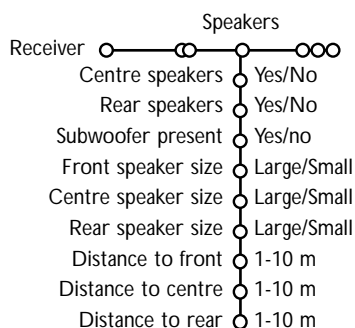 Speakers
Receiver
Centre speakers Yes/No
Rear speakers Yes/No
Subwoofer present Yes/no
Front speaker size Large/Small
Centre speaker size Large/Small
Rear speaker size Large/Small
Distance to front 1-10 m
Distance to centre 1-10 m
Distance to rear 1-10 m